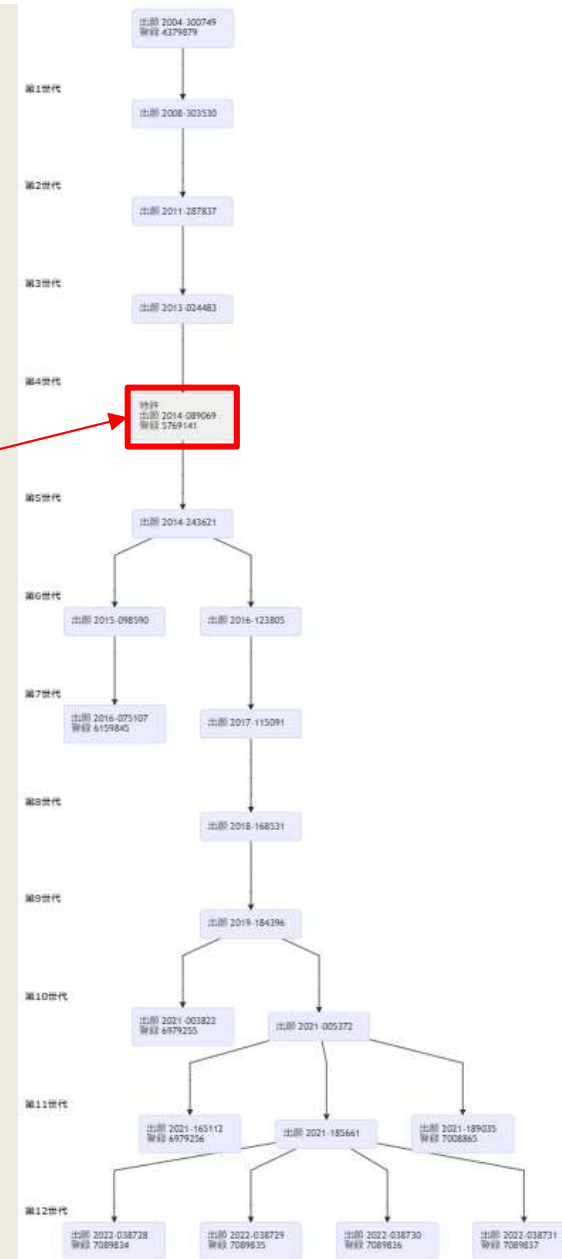 出願 2004-300749
登録 4379879
第1世代
出願 2008-303530
第2世代
出願 2011-287837
第3世代
出願 2013-024483
第4世代
特許
出願 2014-089069
登録 5769141
第5世代
出願 2014-243621
第6世代
出願 2015-098590
出願 2016-123805
第7世代
出願 2016-075107
登録 6159845
出願 2017-115091
第8世代
出願 2018-168531
第9世代
出願 2019-184396
第10世代
出願 2021-003822
登録 6979255
出願 2021-005372
第11世代
出願 2021-165112
登録 6979256
出願 2021-185661
出願 2021-189035
登録 7008865
第12世代
出願 2022-038728
登録 7089834
出願 2022-038729
登録 7089835
出願 2022-038730
登録 7089836
出願 2022-038731
登録 7089837